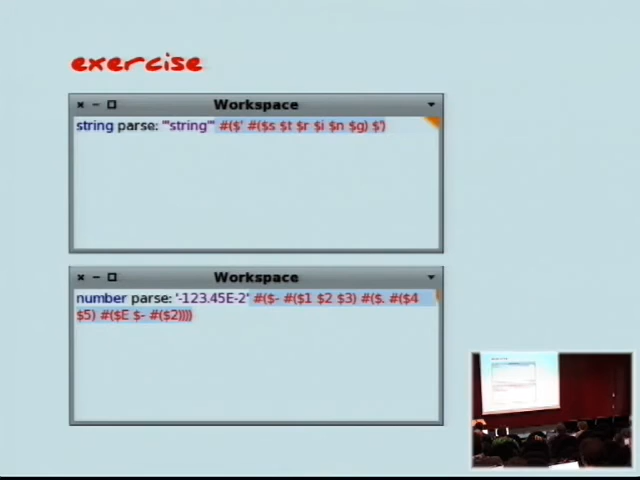 exercise
Workspace
string parse: '''string''' #($' #($s $t $r $i $n $g) $')
Workspace
number parse: '-123.45E-2' #($- #($1 $2 $3) #($. #($4
$5) #($E $- #($2))))